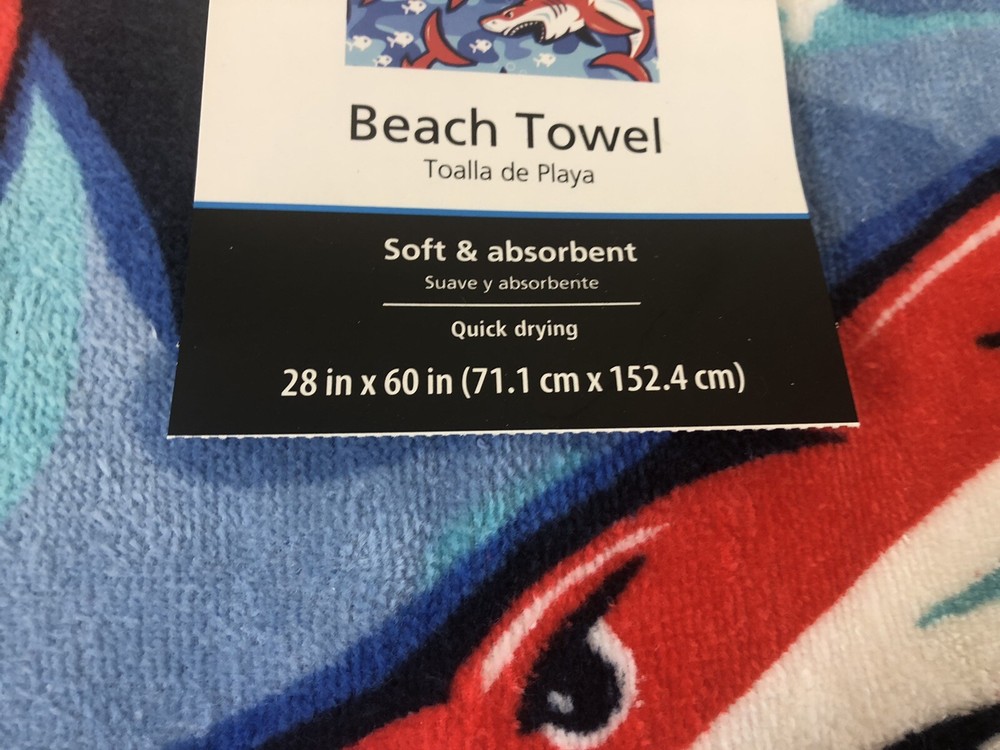 Beach Towel
Toalla de Playa
Soft & absorbent
Suave y absorbente
Quick drying
28 in x 60 in (71.1 cm x 152.4 cm)